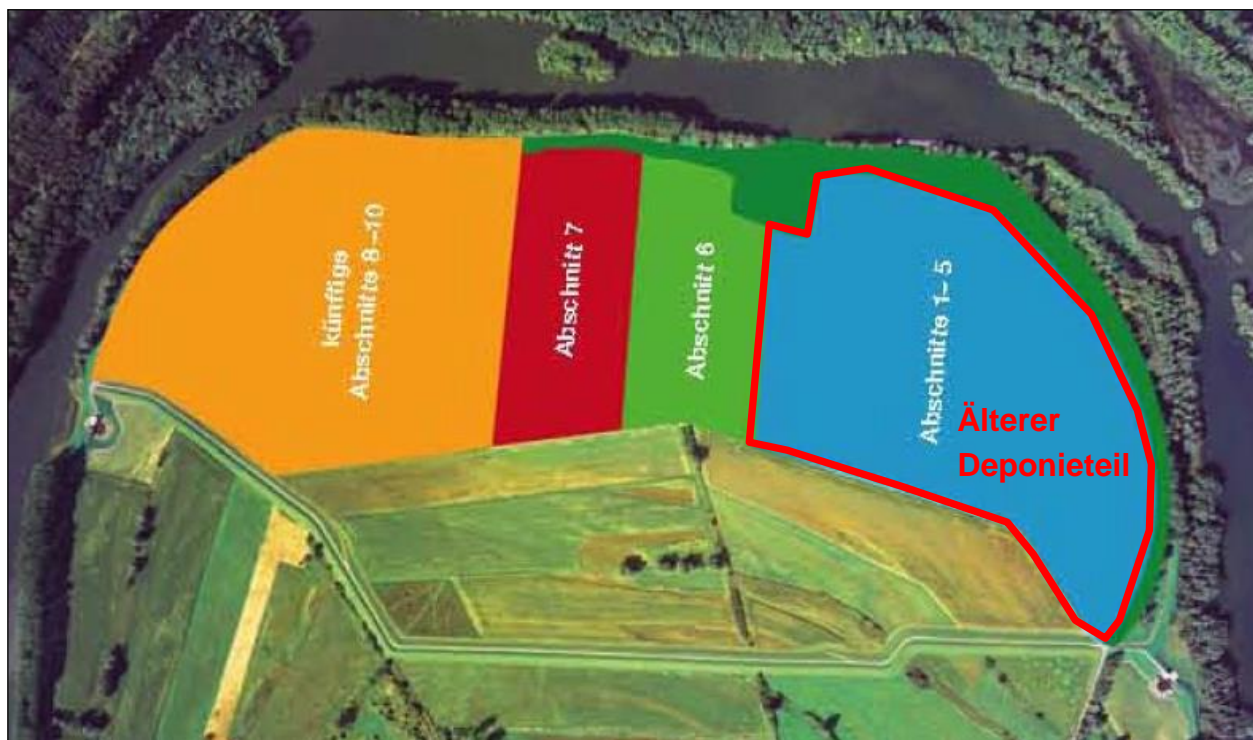 künftige
Abschnitte 8–10
Abschnitt 7
Abschnitt 6
Abschnitte 1–5
Älterer
Deponieteil